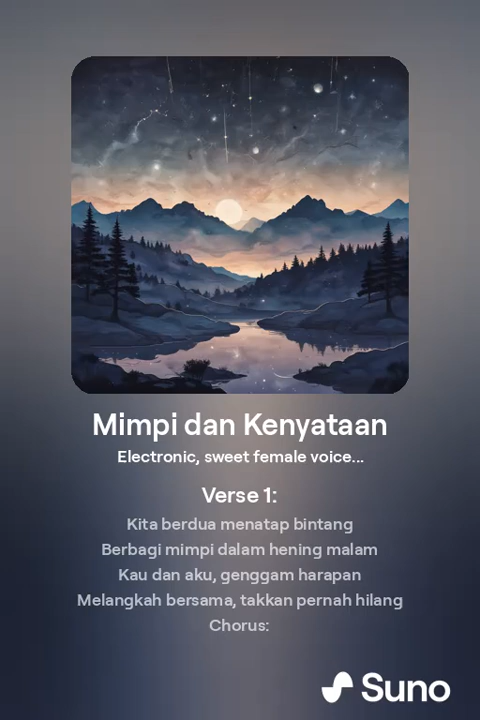 Mimpi dan Kenyataan
Electronic, sweet female voice...
Verse 1:
Kita berdua menatap bintang
Berbagi mimpi dalam hening malam
Kau dan aku, genggam harapan
Melangkah bersama, takkan pernah hilang
Chorus:
Suno